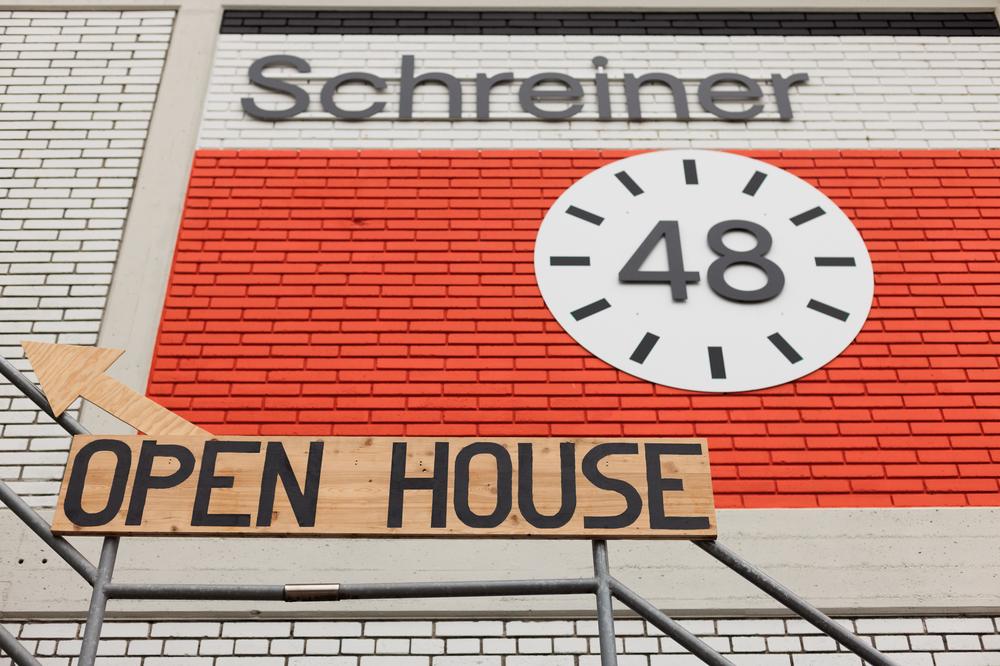 Schreiner
48
OPEN HOUSE